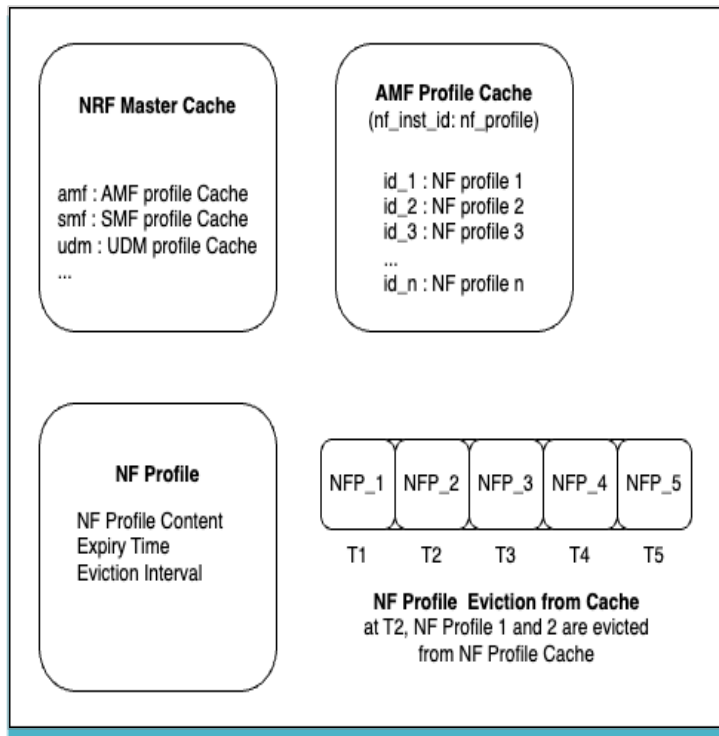 NRF Master Cache
amf : AMF profile Cache
smf : SMF profile Cache
udm : UDM profile Cache
...
AMF Profile Cache
(nf_inst_id: nf_profile)
id_1 : NF profile 1
id_2 : NF profile 2
id_3 : NF profile 3
...
id_n : NF profile n
NF Profile
NF Profile Content
Expiry Time
Eviction Interval
NFP_1 NFP_2 NFP_3 NFP_4 NFP_5
T1 T2 T3 T4 T5
NF Profile Eviction from Cache
at T2, NF Profile 1 and 2 are evicted
from NF Profile Cache